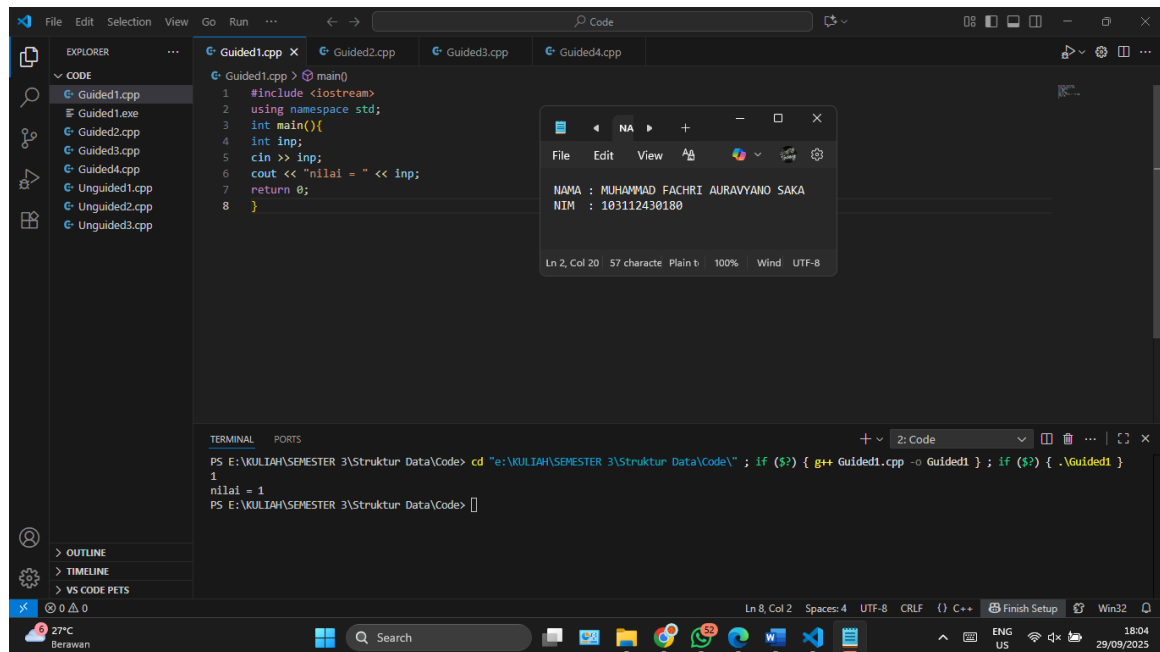 File Edit Selection View Go Run ··· Code
EXPLORER ···
CODE
Guided1.cpp
Guided1.exe
Guided2.cpp
Guided3.cpp
Guided4.cpp
Unguided1.cpp
Unguided2.cpp
Unguided3.cpp
OUTLINE
TIMELINE
VS CODE PETS
Guided1.cpp Guided2.cpp Guided3.cpp Guided4.cpp
Guided1.cpp > main()
1 #include <iostream>
2 using namespace std;
3 int main(){
4 int inp;
5 cin >> inp;
6 cout << "nilai = " << inp;
7 return 0;
8 }
NA
File Edit View
NAMA : MUHAMMAD FACHRI AURAVYANO SAKA
NIM : 103112430180
Ln 2, Col 20 57 characte Plain t 100% Wind UTF-8
TERMINAL PORTS 2: Code
PS E:\KULIAH\SEMESTER 3\Struktur Data\Code> cd "e:\KULIAH\SEMESTER 3\Struktur Data\Code\" ; if ($?) { g++ Guided1.cpp -o Guided1 } ; if ($?) { .\Guided1 }
1
nilai = 1
PS E:\KULIAH\SEMESTER 3\Struktur Data\Code>
0 0 Ln 8, Col 2 Spaces: 4 UTF-8 CRLF {} C++ Finish Setup Win32
6 27°C
Berawan
Search
52
ENG
US
18:04
29/09/2025